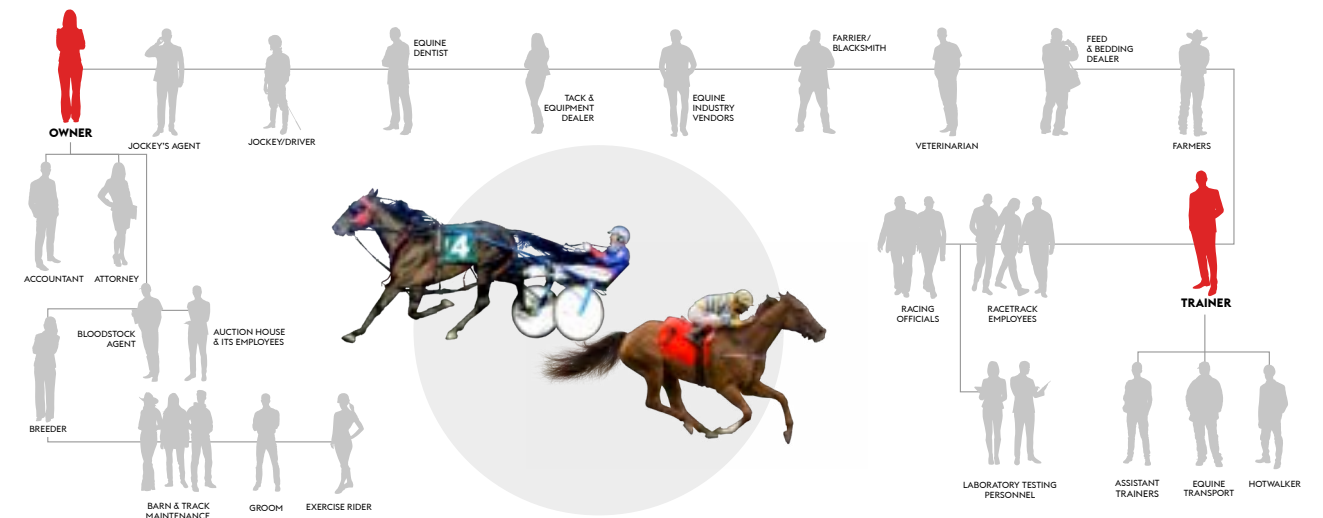 EQUINE
DENTIST
FARRIER/
BLACKSMITH
FEED
& BEDDING
DEALER
TACK &
EQUIPMENT
DEALER
EQUINE
INDUSTRY
VENDORS
OWNER
JOCKEY'S AGENT
JOCKEY/DRIVER
VETERINARIAN
FARMERS
ACCOUNTANT
ATTORNEY
4
BLOODSTOCK
AGENT
AUCTION HOUSE
& ITS EMPLOYEES
RACING
OFFICIALS
RACETRACK
EMPLOYEES
TRAINER
BREEDER
BARN & TRACK
MAINTENANCE
GROOM
EXERCISE RIDER
LABORATORY TESTING
PERSONNEL
ASSISTANT
TRAINERS
EQUINE
TRANSPORT
HOTWALKER